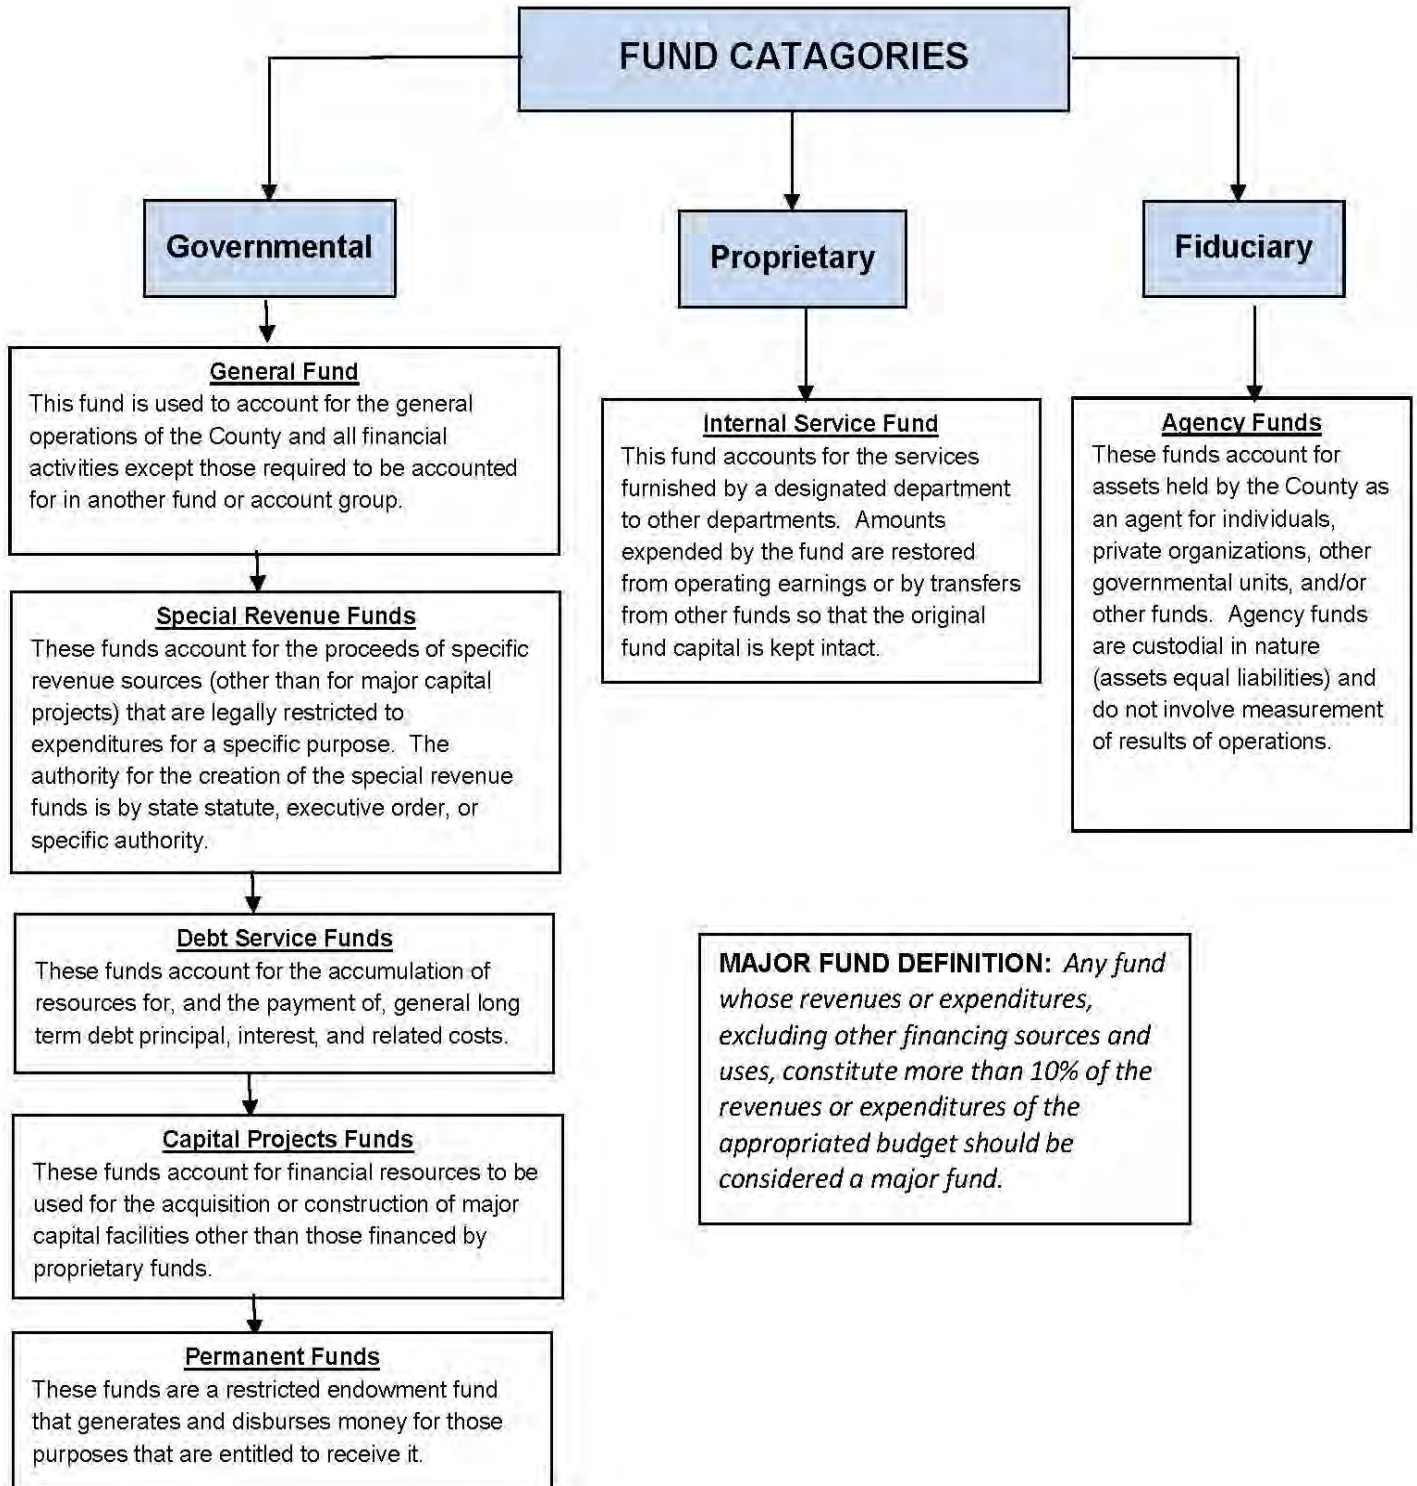 FUND CATAGORIES
Governmental
Proprietary
Fiduciary
General Fund
This fund is used to account for the general
operations of the County and all financial
activities except those required to be accounted
for in another fund or account group.
Special Revenue Funds
These funds account for the proceeds of specific
revenue sources (other than for major capital
projects) that are legally restricted to
expenditures for a specific purpose.  The
authority for the creation of the special revenue
funds is by state statute, executive order, or
specific authority.
Debt Service Funds
These funds account for the accumulation of
resources for, and the payment of, general long
term debt principal, interest, and related costs.
Capital Projects Funds
These funds account for financial resources to be
used for the acquisition or construction of major
capital facilities other than those financed by
proprietary funds.
Permanent Funds
These funds are a restricted endowment fund
that generates and disburses money for those
purposes that are entitled to receive it.
Internal Service Fund
This fund accounts for the services
furnished by a designated department
to other departments.  Amounts
expended by the fund are restored
from operating earnings or by transfers
from other funds so that the original
fund capital is kept intact.
Agency Funds
These funds account for
assets held by the County as
an agent for individuals,
private organizations, other
governmental units, and/or
other funds.  Agency funds
are custodial in nature
(assets equal liabilities) and
do not involve measurement
of results of operations.
MAJOR FUND DEFINITION:  Any fund
whose revenues or expenditures,
excluding other financing sources and
uses, constitute more than 10% of the
revenues or expenditures of the
appropriated budget should be
considered a major fund.